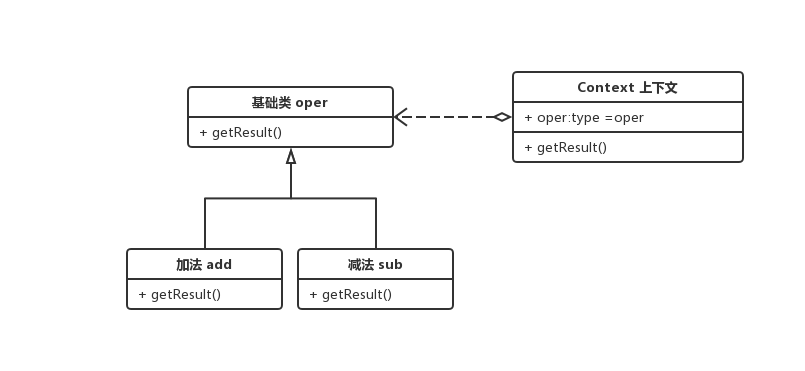 基础类 oper
+ getResult()
Context 上下文
+ oper:type =oper
+ getResult()
加法 add
+ getResult()
减法 sub
+ getResult()